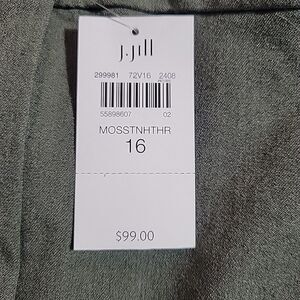 J.Jill
299981 72V16 2408
55898607 02
MOSSTNHTHR
16
$99.00